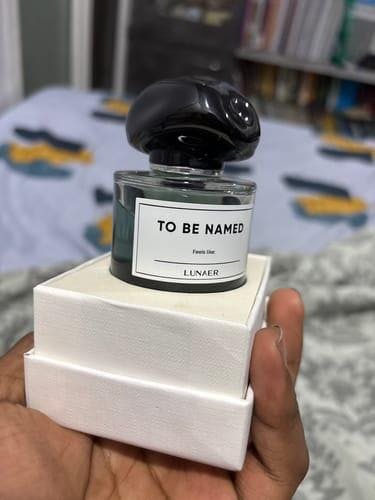 TO BE NAMED
Feels like:
LUNAER